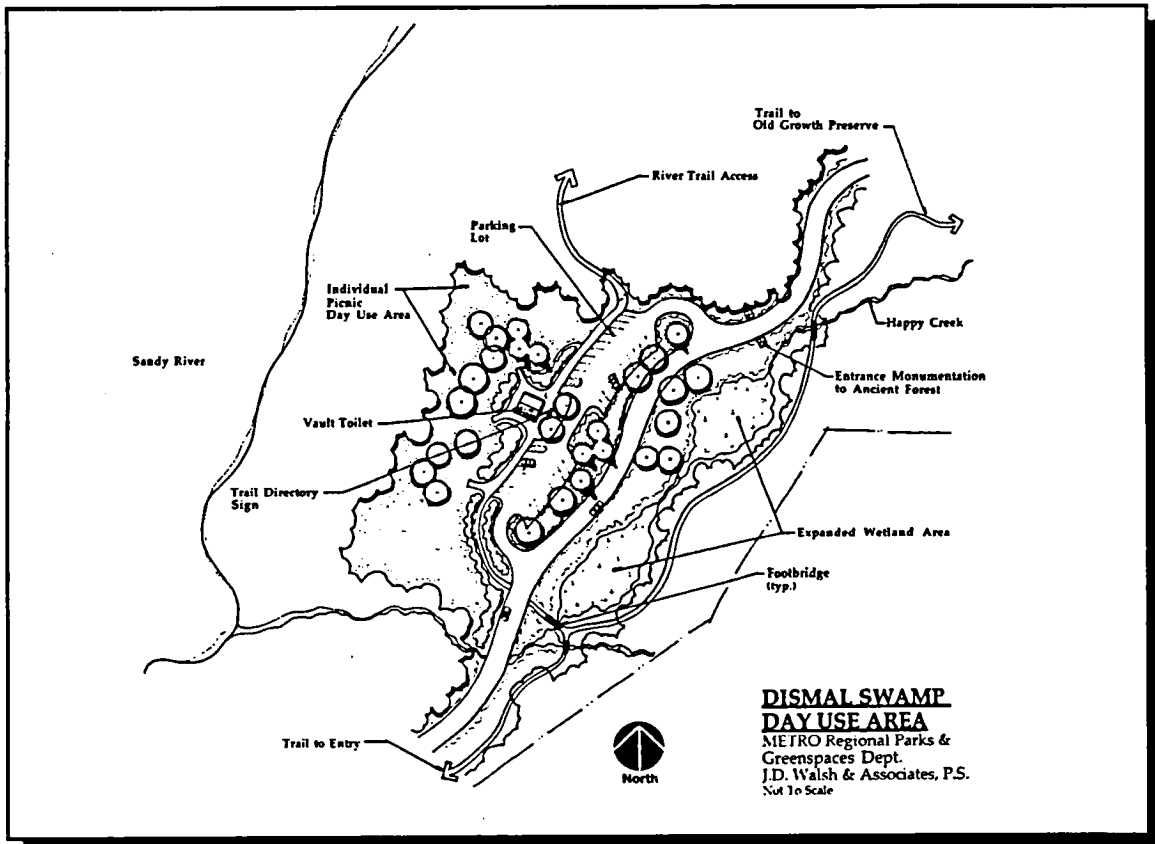 Trail to
Old Growth Preserve
River Trail Access
Parking
Lot
Individual
Picnic
Day Use Area
Happy Creek
Sandy River
Entrance Monumentation
to Ancient Forest
Vault Toilet
Trail Directory
Sign
Expanded Wetland Area
Footbridge
(typ.)
Trail to Entry
North
DISMAL SWAMP
DAY USE AREA
METRO Regional Parks &
Greenspaces Dept.
J.D. Walsh & Associates, P.S.
Not To Scale